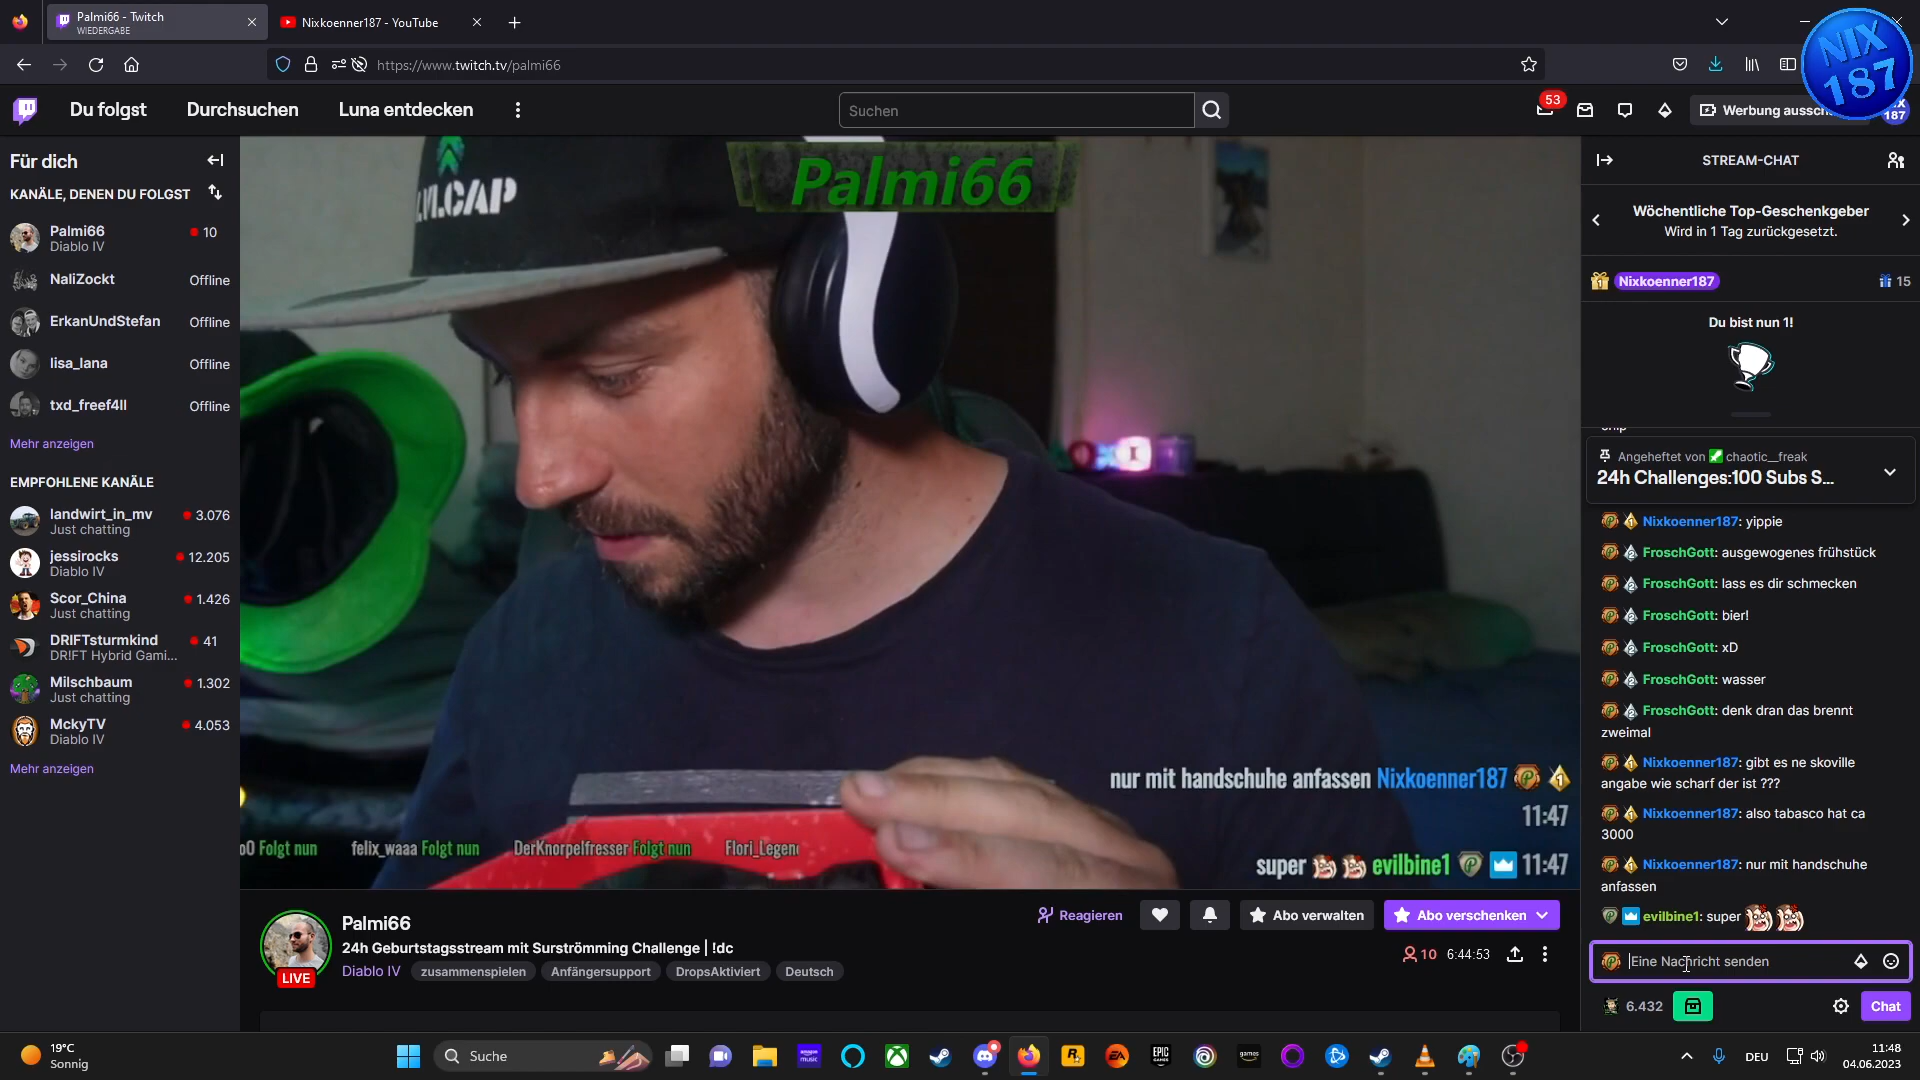 Palmi66 - Twitch
WIEDERGABE
Nixkoenner187 - YouTube
https://www.twitch.tv/palmi66
NIX
187
Du folgst
Durchsuchen
Luna entdecken
Suchen
53
187
Für dich
KANÄLE, DENEN DU FOLGST
Palmi66
10
Diablo IV
NaliZockt
Offline
ErkanUndStefan
Offline
lisa_lana
Offline
txd_freef4ll
Offline
Mehr anzeigen
EMPFOHLENE KANÄLE
landwirt_in_mv
3.076
Just chatting
jessirocks
12.205
Diablo IV
Scor_China
1.426
Just chatting
DRIFTsturmkind
41
DRIFT Hybrid Gami...
Milschbaum
1.302
Just chatting
MckyTV
4.053
Diablo IV
Mehr anzeigen
Palmi66
nur mit handschuhe anfassen Nixkoenner187
11:47
Folgt nun
felix_waaa Folgt nun
DerKnorpelfresser Folgt nun
super evilbine1 11:47
Palmi66
24h Geburtstagsstream mit Surströmming Challenge | !dc
Diablo IV
zusammenspielen
Anfängersupport
DropsAktiviert
Deutsch
LIVE
Reagieren
Abo verwalten
Abo verschenken
10
6:44:53
STREAM-CHAT
Wöchentliche Top-Geschenkgeber
Wird in 1 Tag zurückgesetzt.
Nixkoenner187
15
Du bist nun 1!
Angeheftet von chaotic__freak
24h Challenges:100 Subs S...
Nixkoenner187: yippie
FroschGott: ausgewogenes frühstück
FroschGott: lass es dir schmecken
FroschGott: bier!
FroschGott: xD
FroschGott: wasser
FroschGott: denk dran das brennt
zweimal
Nixkoenner187: gibt es ne skoville
angabe wie scharf der ist ???
Nixkoenner187: also tabasco hat ca
3000
Nixkoenner187: nur mit handschuhe
anfassen
evilbine1: super
Eine Nachricht senden
6.432
Chat
19°C
Sonnig
Suche
DEU
11:48
04.06.2023